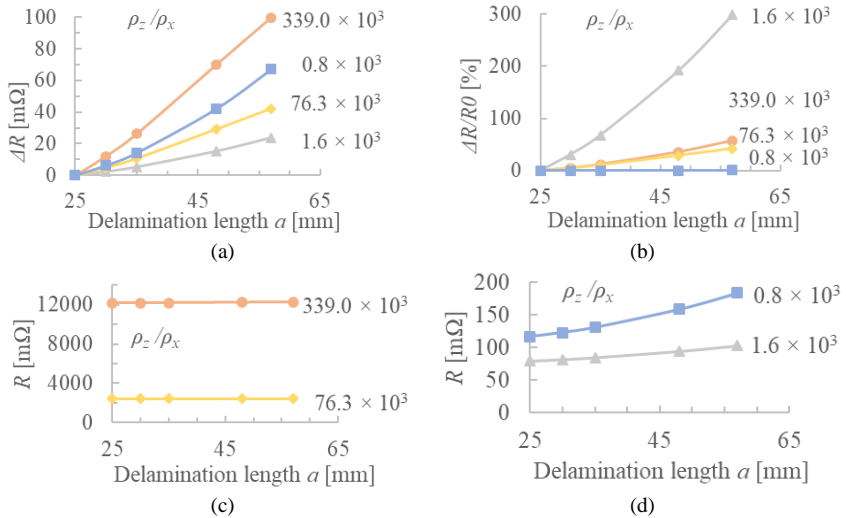 100
80
60
40
20
0
ΔR [mΩ]
ρz /ρx
339.0 × 10³
0.8 × 10³
76.3 × 10³
1.6 × 10³
25 45 65
Delamination length a [mm]
(a)
300
200
100
0
ΔR/R0 [%]
ρz /ρx
1.6 × 10³
339.0 × 10³
76.3 × 10³
0.8 × 10³
25 45 65
Delamination length a [mm]
(b)
12000
9000
6000
3000
0
R [mΩ]
339.0 × 10³
ρz /ρx
76.3 × 10³
25 45 65
Delamination length a [mm]
(c)
200
150
100
50
0
R [mΩ]
ρz /ρx
0.8 × 10³
1.6 × 10³
25 45 65
Delamination length a [mm]
(d)